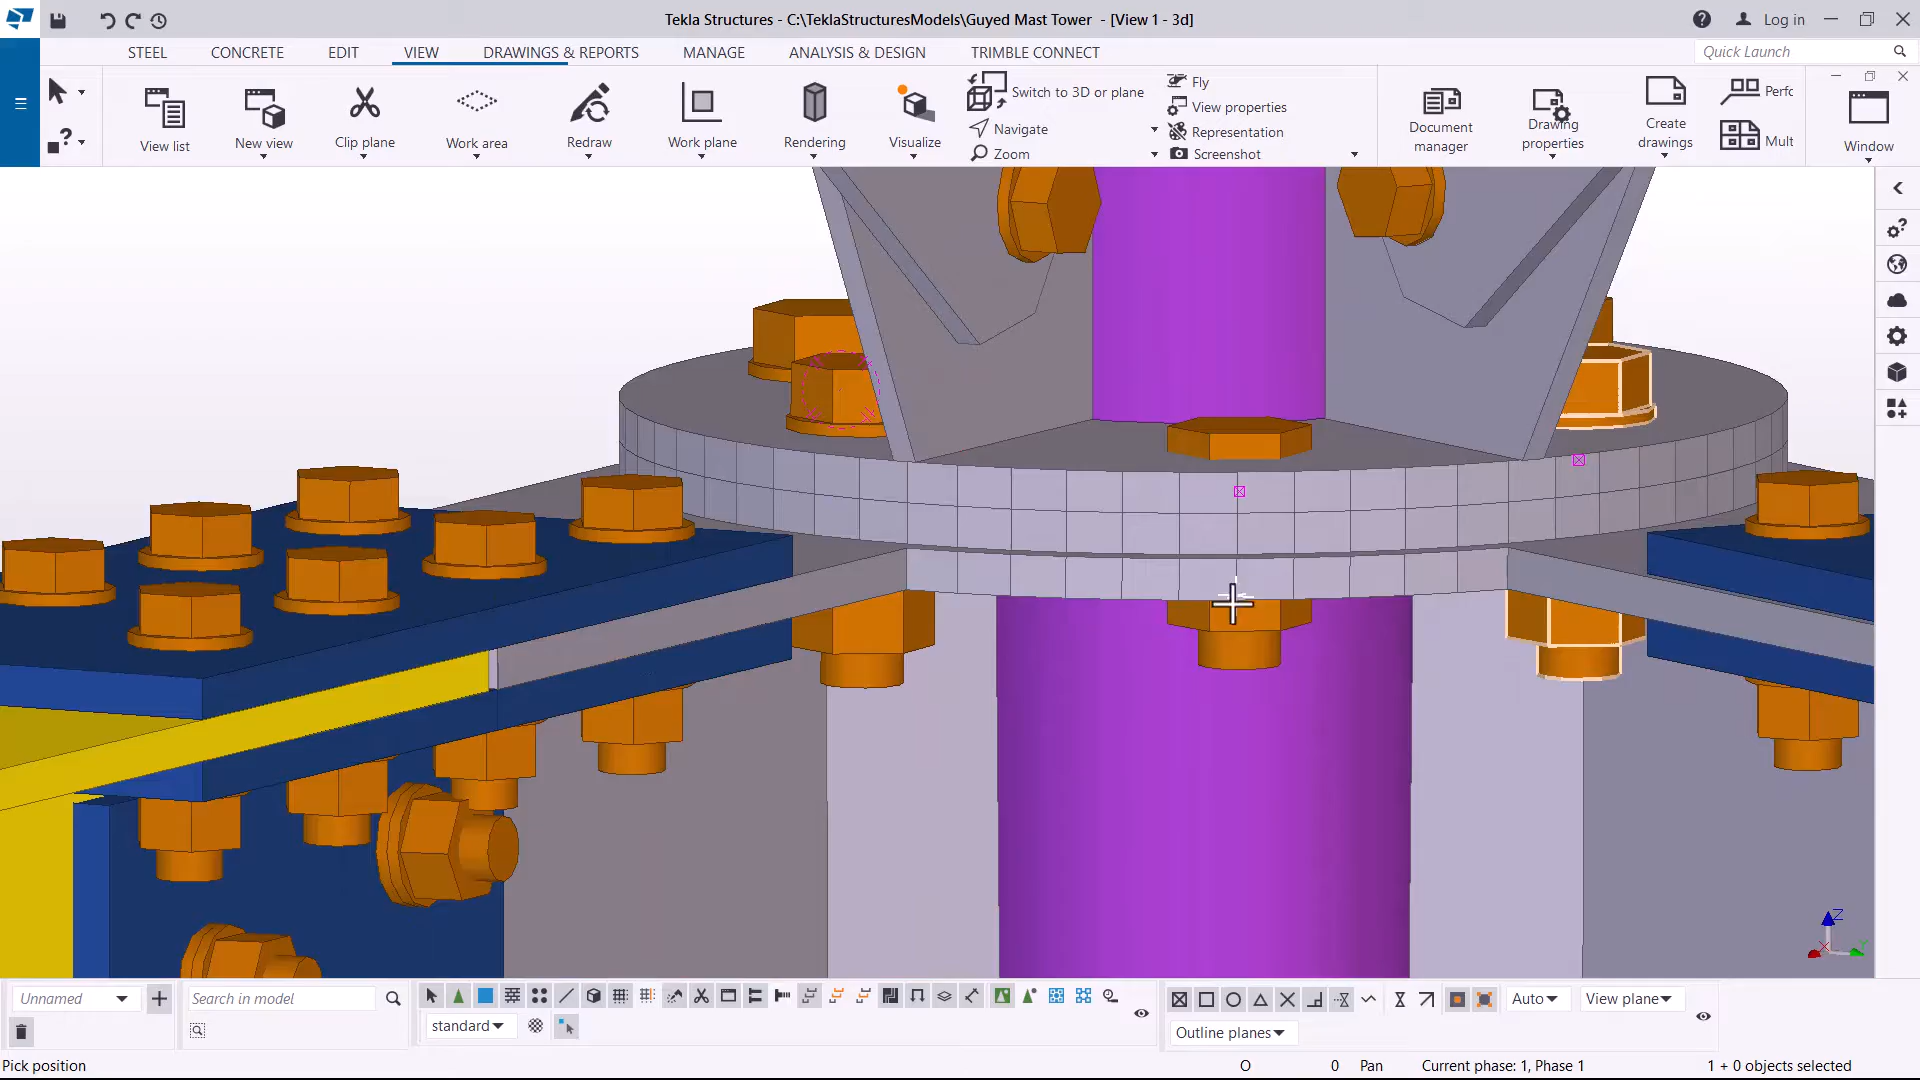 Tekla Structures - C:\TeklaStructuresModels\Guyed Mast Tower - [View 1 - 3d]
Log in
STEEL CONCRETE EDIT VIEW DRAWINGS & REPORTS MANAGE ANALYSIS & DESIGN TRIMBLE CONNECT
Quick Launch
View list
New view
Clip plane
Work area
Redraw
Work plane
Rendering
Visualize
Switch to 3D or plane
Navigate
Zoom
Fly
View properties
Representation
Screenshot
Document manager
Drawing properties
Create drawings
Perfc
Mult
Window
Z
Unnamed
Search in model
standard
Auto
View plane
Outline planes
Pick position
O
0
Pan
Current phase: 1, Phase 1
1 + 0 objects selected